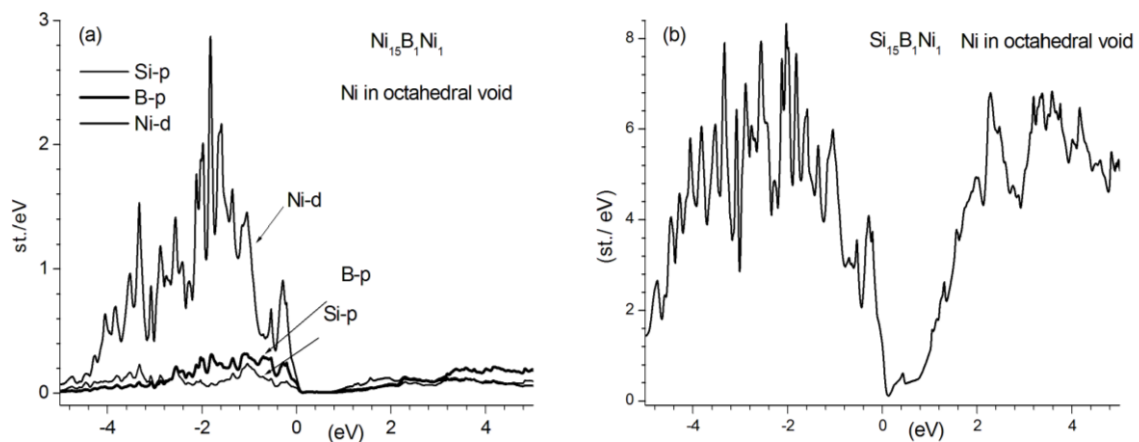 (a)
Ni₁₅B₁Ni₁
Ni in octahedral void
Si-p
B-p
Ni-d
Ni-d
B-p
Si-p
st./eV
3
2
1
0
-4
-2
0
2
4
(eV)
(b)
Si₁₅B₁Ni₁ Ni in octahedral void
(st./ eV)
8
6
4
2
0
-4
-2
0
2
4
(eV)